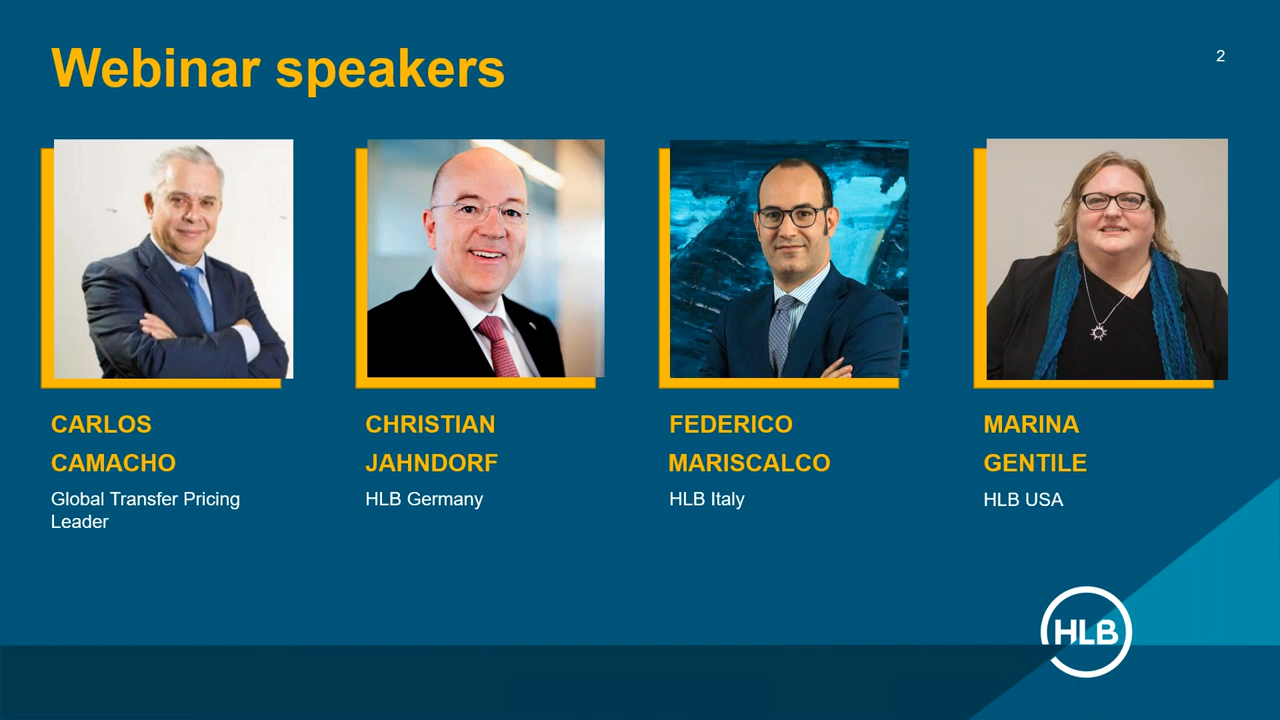 Webinar speakers
2
CARLOS
CAMACHO
Global Transfer Pricing
Leader
CHRISTIAN
JAHNDORF
HLB Germany
FEDERICO
MARISCALCO
HLB Italy
MARINA
GENTILE
HLB USA
HLB